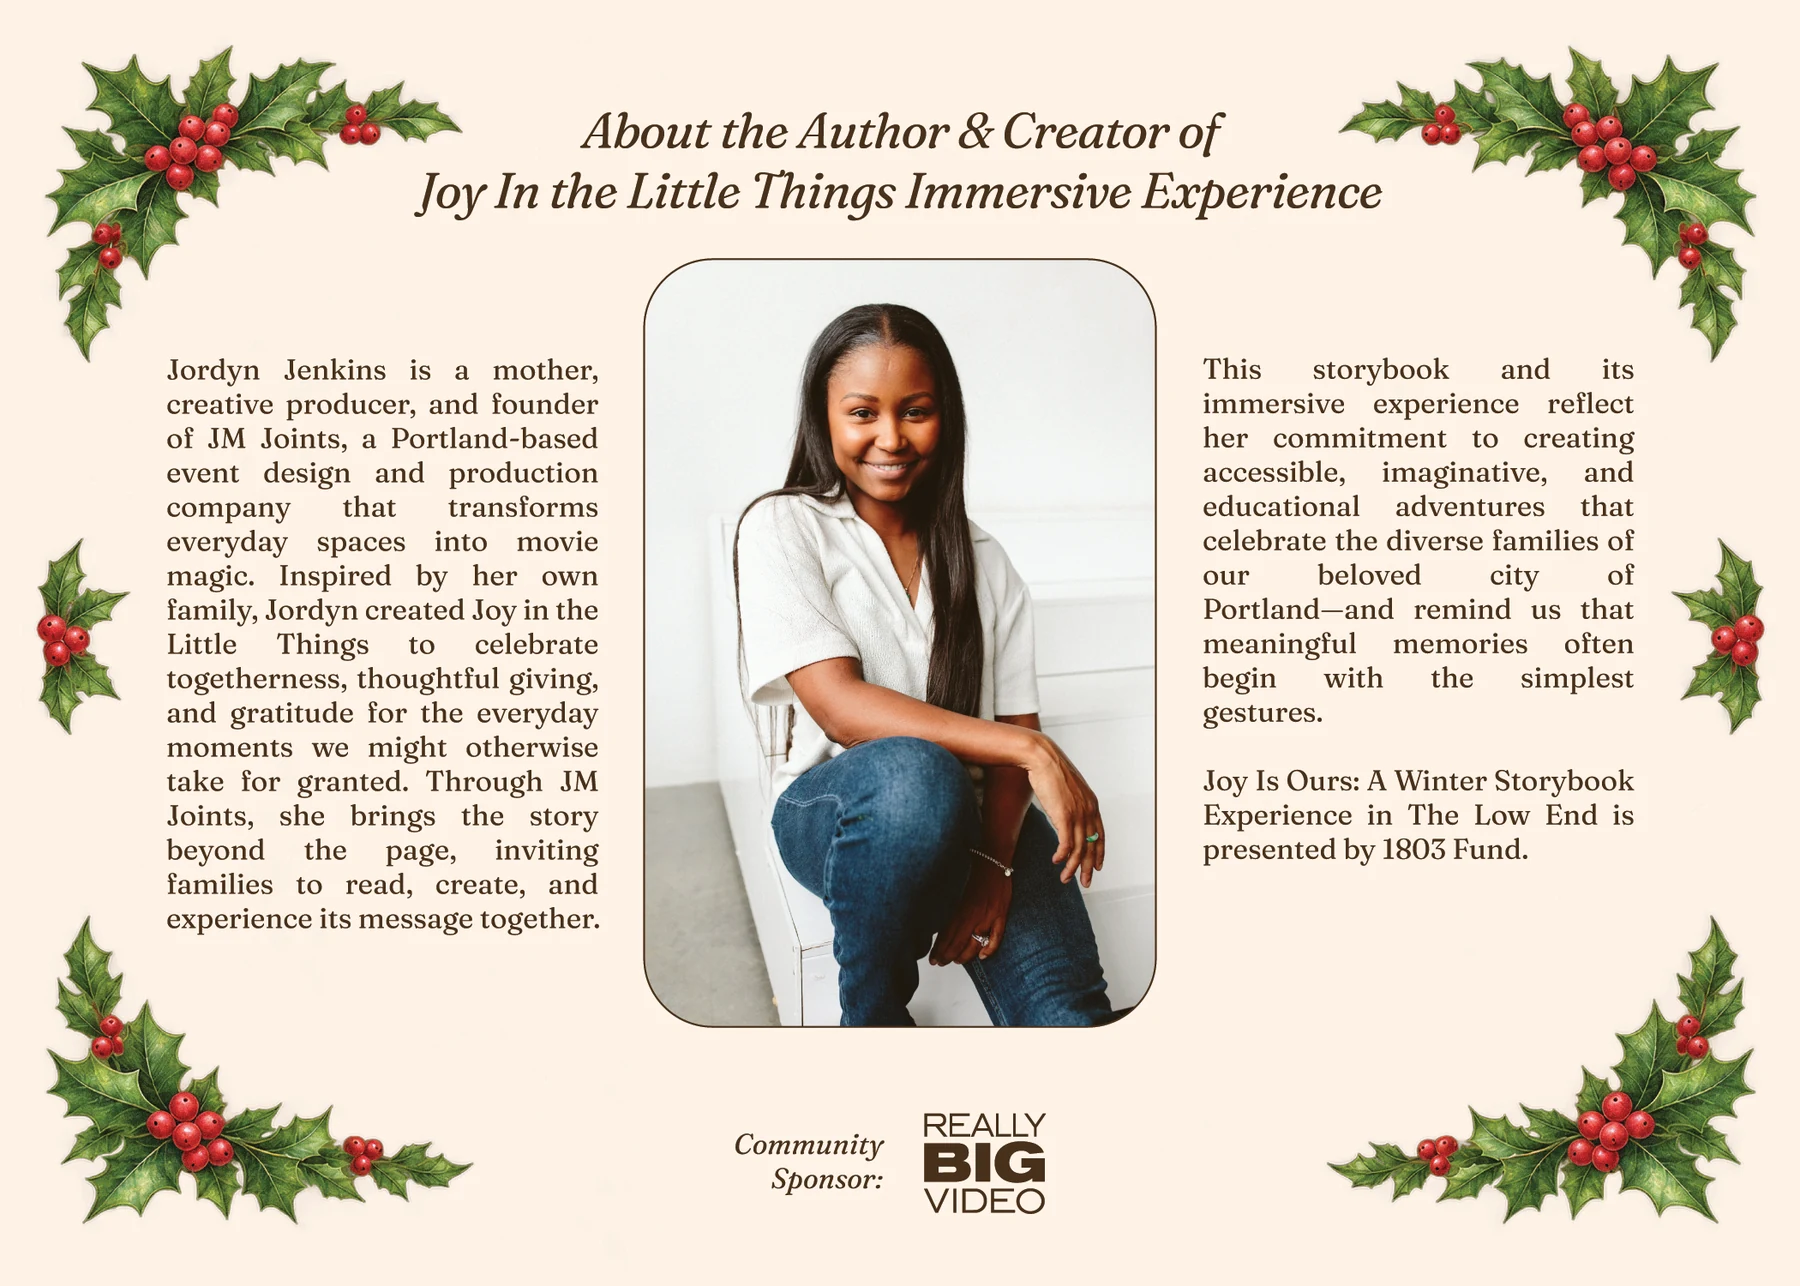 About the Author & Creator of
Joy In the Little Things Immersive Experience
Jordyn Jenkins is a mother,
creative producer, and founder
of JM Joints, a Portland-based
event design and production
company that transforms
everyday spaces into movie
magic. Inspired by her own
family, Jordyn created Joy in the
Little Things to celebrate
togetherness, thoughtful giving,
and gratitude for the everyday
moments we might otherwise
take for granted. Through JM
Joints, she brings the story
beyond the page, inviting
families to read, create, and
experience its message together.
This storybook and its
immersive experience reflect
her commitment to creating
accessible, imaginative, and
educational adventures that
celebrate the diverse families of
our beloved city of
Portland—and remind us that
meaningful memories often
begin with the simplest
gestures.
Joy Is Ours: A Winter Storybook
Experience in The Low End is
presented by 1803 Fund.
Community
Sponsor:
REALLY
BIG
VIDEO